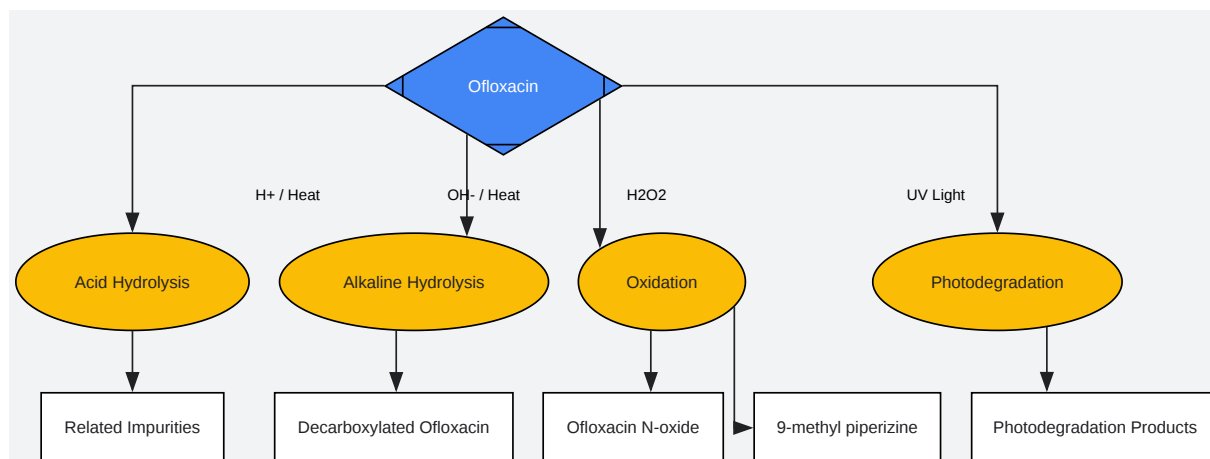 Ofloxacin
H+ / Heat
OH- / Heat
H2O2
UV Light
Acid Hydrolysis
Alkaline Hydrolysis
Oxidation
Photodegradation
Related Impurities
Decarboxylated Ofloxacin
Ofloxacin N-oxide
9-methyl piperizine
Photodegradation Products